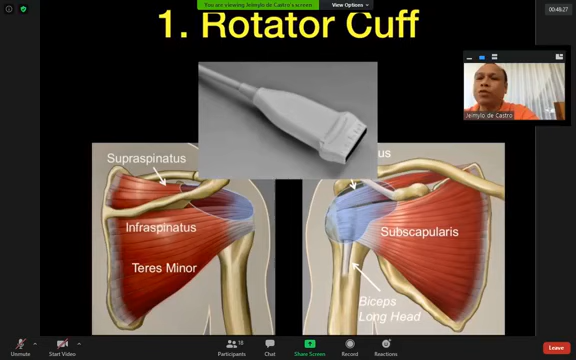 You are viewing Jeimylo de Castro's screen
View Options
00:46:27
1. Rotator Cuff
Jeimylo de Castro
Supraspinatus
us
Infraspinatus
Subscapularis
Teres Minor
Biceps
Long Head
Unmute
Start Video
18
Participants
Chat
Share Screen
Record
Reactions
Leave